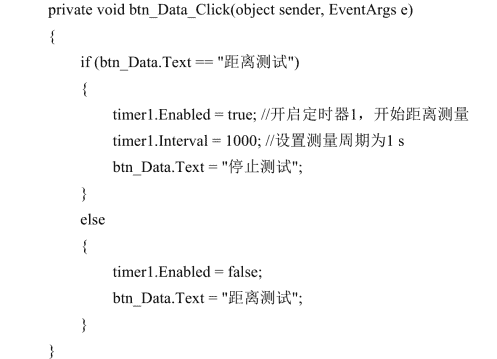 private void btn_Data_Click(object sender, EventArgs e)
{
if (btn_Data.Text == "距离测试")
{
timer1.Enabled = true; //开启定时器1，开始距离测量
timer1.Interval = 1000; //设置测量周期为1 s
btn_Data.Text = "停止测试";
}
else
{
timer1.Enabled = false;
btn_Data.Text = "距离测试";
}
}